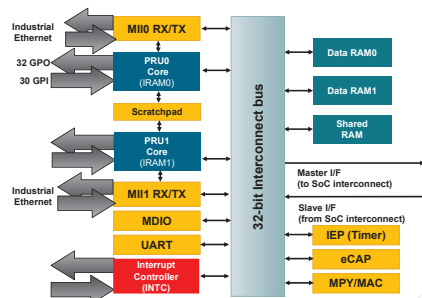 Industrial
Ethernet
MII0 RX/TX
32 GPO
30 GPI
PRU0
Core
(IRAM0)
Scratchpad
PRU1
Core
(IRAM1)
Industrial
Ethernet
MII1 RX/TX
MDIO
UART
Interrupt
Controller
(INTC)
32-bit Interconnect bus
Data RAM0
Data RAM1
Shared
RAM
Master I/F
(to SoC interconnect)
Slave I/F
(from SoC interconnect)
IEP (Timer)
eCAP
MPY/MAC